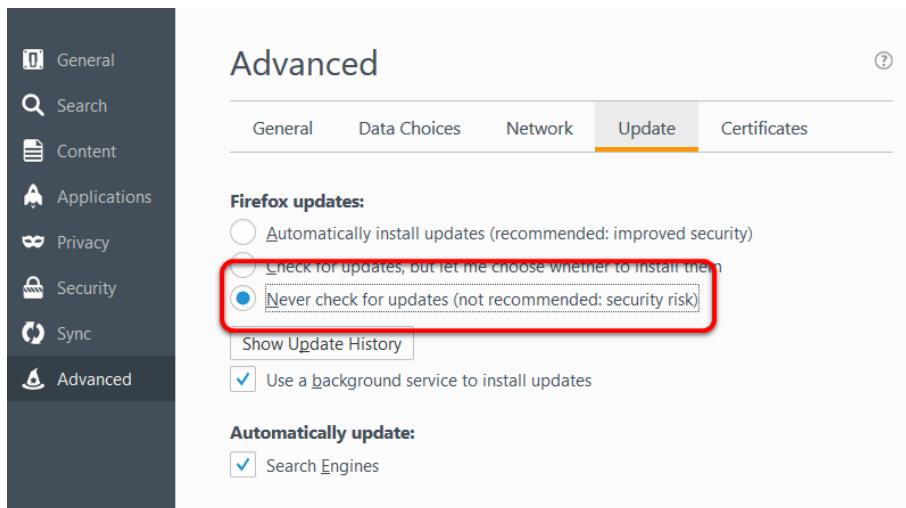 General
Search
Content
Applications
Privacy
Security
Sync
Advanced
Advanced
?
General Data Choices Network Update Certificates
Firefox updates:
Automatically install updates (recommended: improved security)
Check for updates, but let me choose whether to install them
Never check for updates (not recommended: security risk)
Show Update History
Use a background service to install updates
Automatically update:
Search Engines